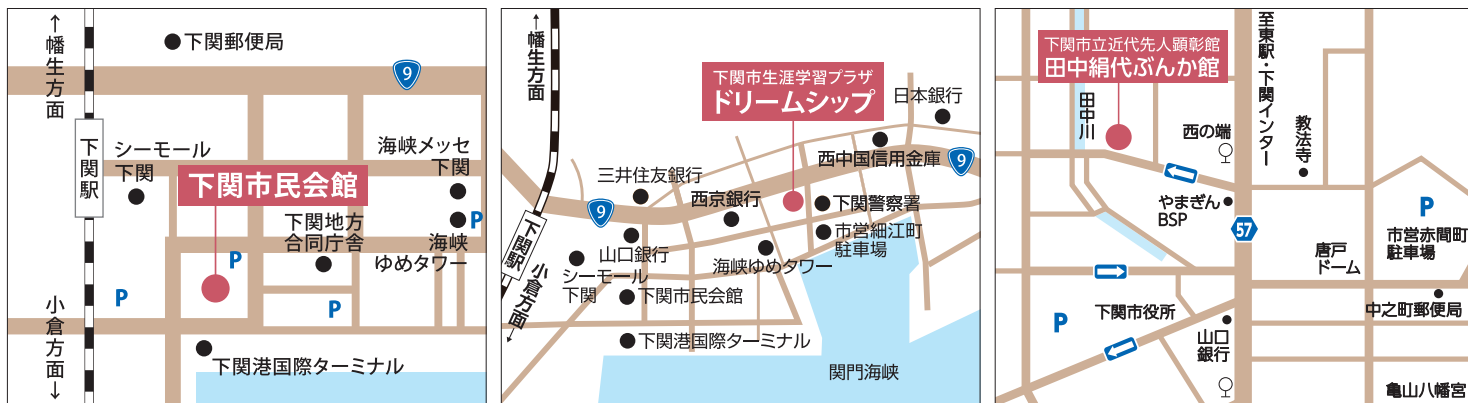 ↑幡生方面
下関郵便局
9
下関駅
シーモール
下関
海峡メッセ
下関
下関市民会館
下関地方
合同庁舎
P
海峡
ゆめタワー
P
P
P
小倉方面↓
下関港国際ターミナル
←幡生方面
下関市生涯学習プラザ
ドリームシップ
日本銀行
西中国信用金庫
9
三井住友銀行
西京銀行
下関警察署
9
市営細江町
駐車場
山口銀行
海峡ゆめタワー
下関駅
シーモール
下関
下関市民会館
小倉方面→
下関港国際ターミナル
関門海峡
下関市立近代先人顕彰館
田中絹代ぶんか館
至東駅・下関インター
田中川
西の端
教法寺
やまぎん
BSP
57
P
市営赤間町
駐車場
唐戸
ドーム
下関市役所
中之町郵便局
P
山口
銀行
亀山八幡宮